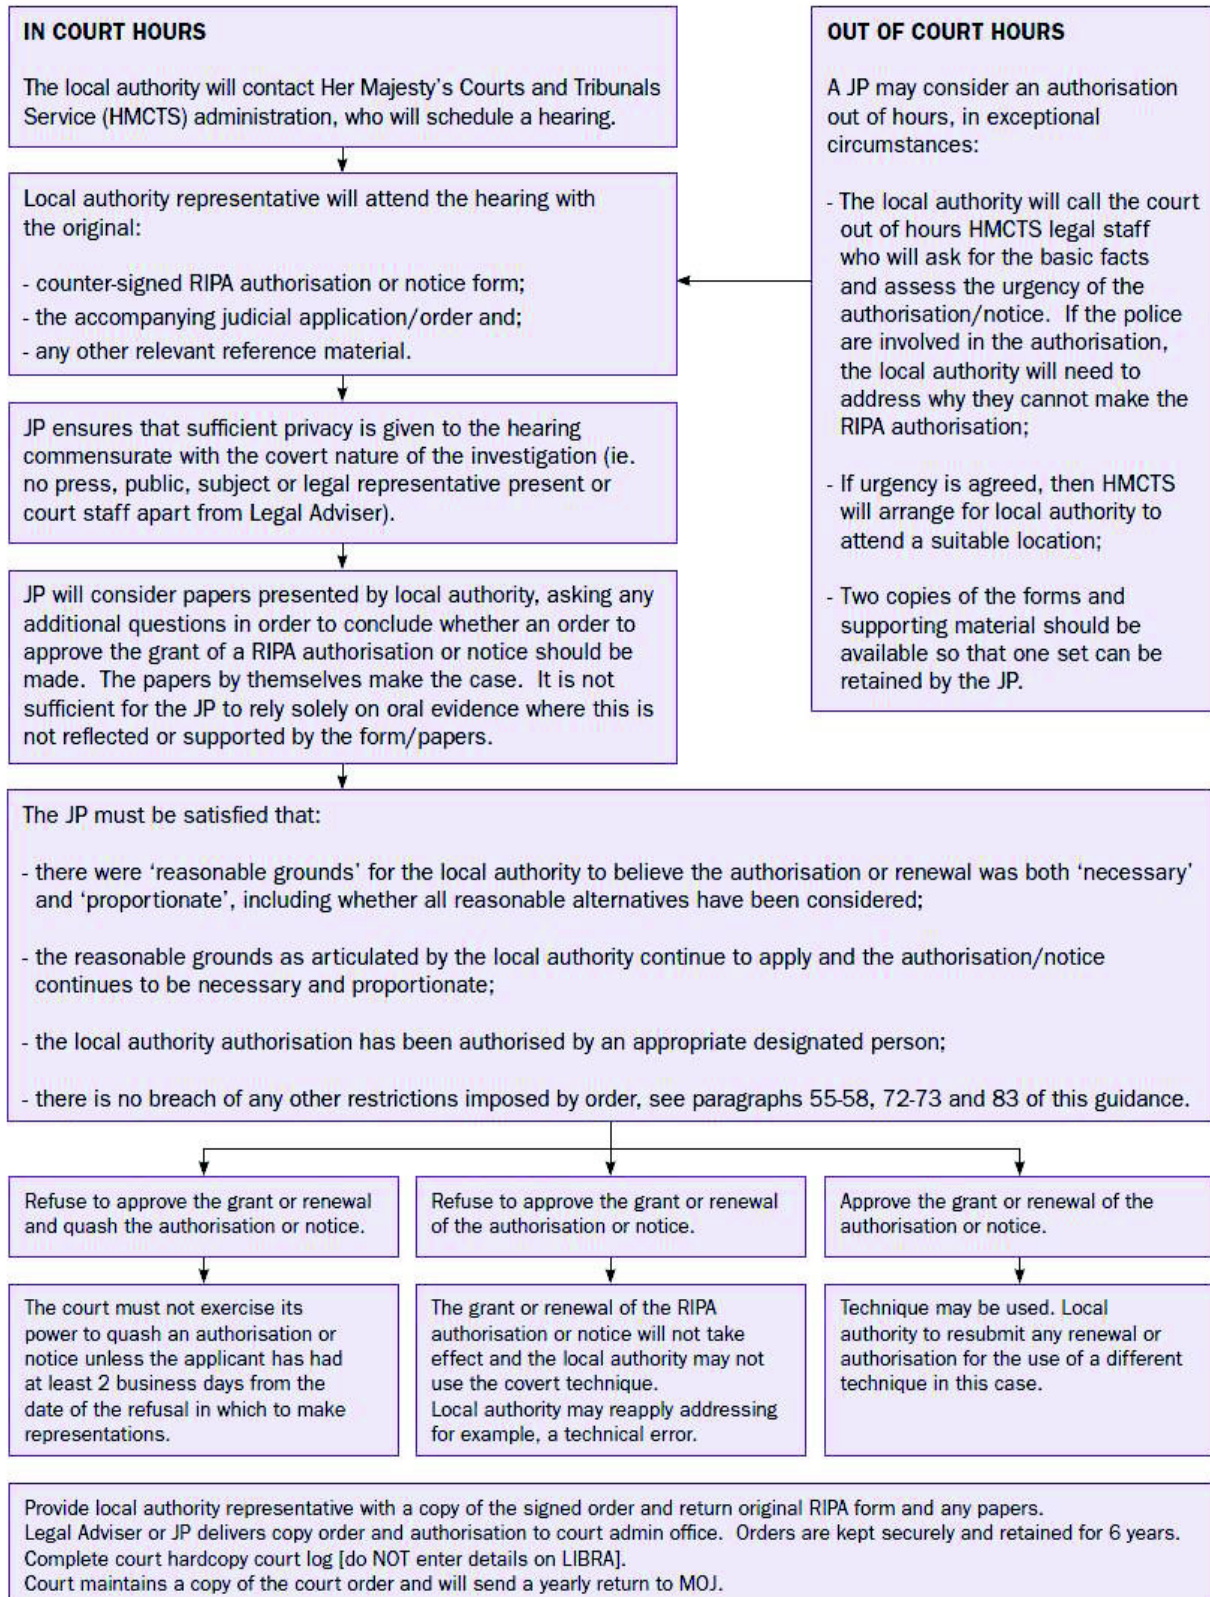 IN COURT HOURS
The local authority will contact Her Majesty's Courts and Tribunals
Service (HMCTS) administration, who will schedule a hearing.
Local authority representative will attend the hearing with
the original:
- counter-signed RIPA authorisation or notice form;
- the accompanying judicial application/order and;
- any other relevant reference material.
JP ensures that sufficient privacy is given to the hearing
commensurate with the covert nature of the investigation (ie.
no press, public, subject or legal representative present or
court staff apart from Legal Adviser).
JP will consider papers presented by local authority, asking any
additional questions in order to conclude whether an order to
approve the grant of a RIPA authorisation or notice should be
made. The papers by themselves make the case. It is not
sufficient for the JP to rely solely on oral evidence where this is
not reflected or supported by the form/papers.
OUT OF COURT HOURS
A JP may consider an authorisation
out of hours, in exceptional
circumstances:
- The local authority will call the court
out of hours HMCTS legal staff
who will ask for the basic facts
and assess the urgency of the
authorisation/notice. If the police
are involved in the authorisation,
the local authority will need to
address why they cannot make the
RIPA authorisation;
- If urgency is agreed, then HMCTS
will arrange for local authority to
attend a suitable location;
- Two copies of the forms and
supporting material should be
available so that one set can be
retained by the JP.
The JP must be satisfied that:
- there were 'reasonable grounds' for the local authority to believe the authorisation or renewal was both 'necessary'
and 'proportionate', including whether all reasonable alternatives have been considered;
- the reasonable grounds as articulated by the local authority continue to apply and the authorisation/notice
continues to be necessary and proportionate;
- the local authority authorisation has been authorised by an appropriate designated person;
- there is no breach of any other restrictions imposed by order, see paragraphs 55-58, 72-73 and 83 of this guidance.
Refuse to approve the grant or renewal
and quash the authorisation or notice.
The court must not exercise its
power to quash an authorisation or
notice unless the applicant has had
at least 2 business days from the
date of the refusal in which to make
representations.
Refuse to approve the grant or renewal
of the authorisation or notice.
The grant or renewal of the RIPA
authorisation or notice will not take
effect and the local authority may not
use the covert technique.
Local authority may reapply addressing
for example, a technical error.
Approve the grant or renewal of the
authorisation or notice.
Technique may be used. Local
authority to resubmit any renewal or
authorisation for the use of a different
technique in this case.
Provide local authority representative with a copy of the signed order and return original RIPA form and any papers.
Legal Adviser or JP delivers copy order and authorisation to court admin office. Orders are kept securely and retained for 6 years.
Complete court hardcopy court log [do NOT enter details on LIBRA].
Court maintains a copy of the court order and will send a yearly return to MOJ.